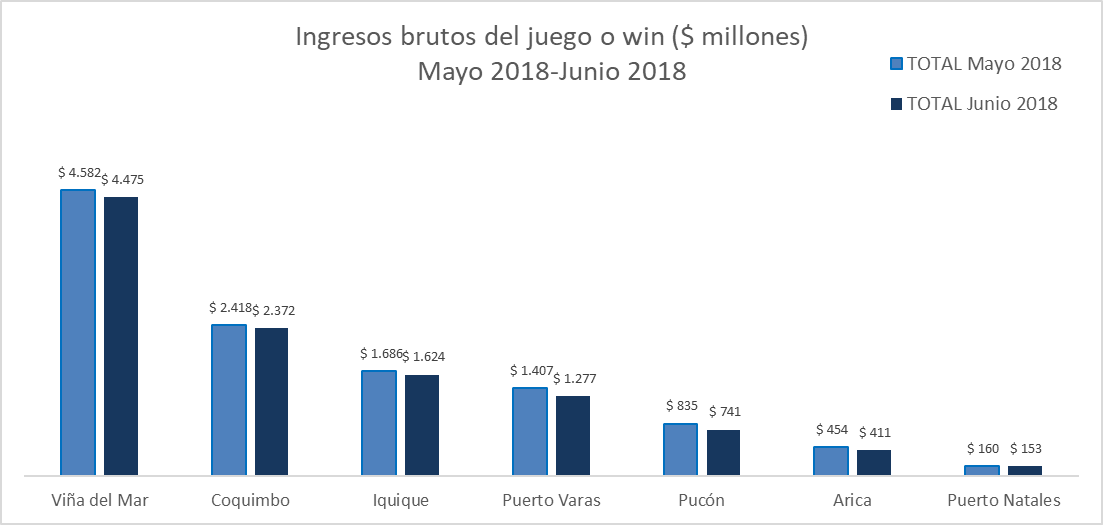 Ingresos brutos del juego o win ($ millones)
Mayo 2018-Junio 2018
TOTAL Mayo 2018
TOTAL Junio 2018
$ 4.582 $ 4.475
$ 2.418 $ 2.372
$ 1.686 $ 1.624
$ 1.407 $ 1.277
$ 835 $ 741
$ 454 $ 411
$ 160 $ 153
Viña del Mar Coquimbo Iquique Puerto Varas Pucón Arica Puerto Natales